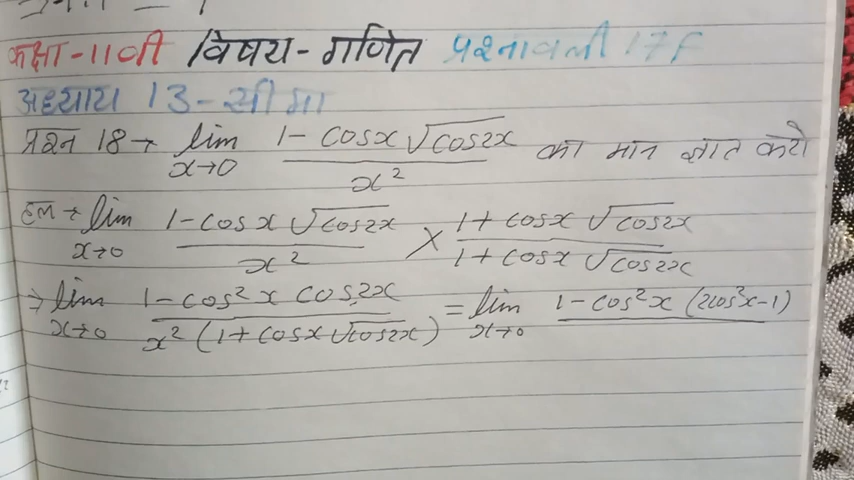 कक्षा-11वी /विषय-गणित प्रश्नावली 17F
अध्याय 13-सीमा
प्रश्न 18→ lim x→0 1-cosx√cos2x / x² का मान ज्ञात करो
हल→ lim x→0 1-cosx√cos2x / x² × 1+cosx√cos2x / 1+cosx√cos2x
→ lim x→0 1-cos²x cos2x / x²(1+cosx√cos2x) = lim x→0 1-cos²x(2cos²x-1)